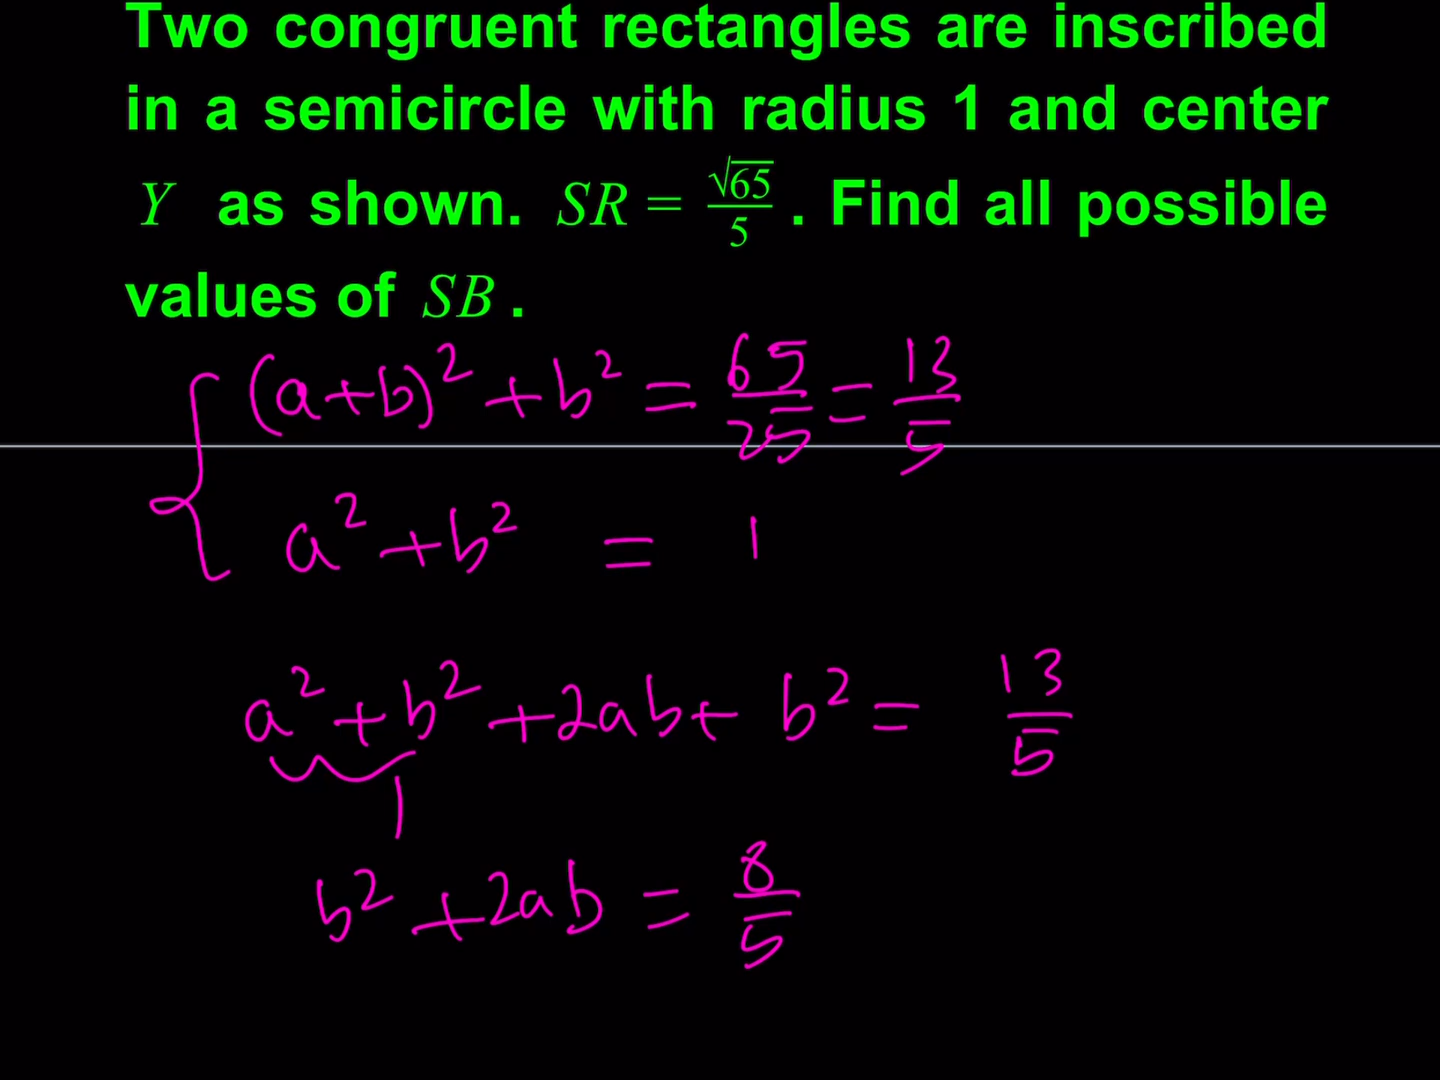 Two congruent rectangles are inscribed
in a semicircle with radius 1 and center
Y as shown. SR = √65/5 . Find all possible
values of SB .
(a+b)² + b² = 65/25 = 13/5
a² + b² = 1
a² + b² + 2ab + b² = 13/5
1
b² + 2ab = 8/5